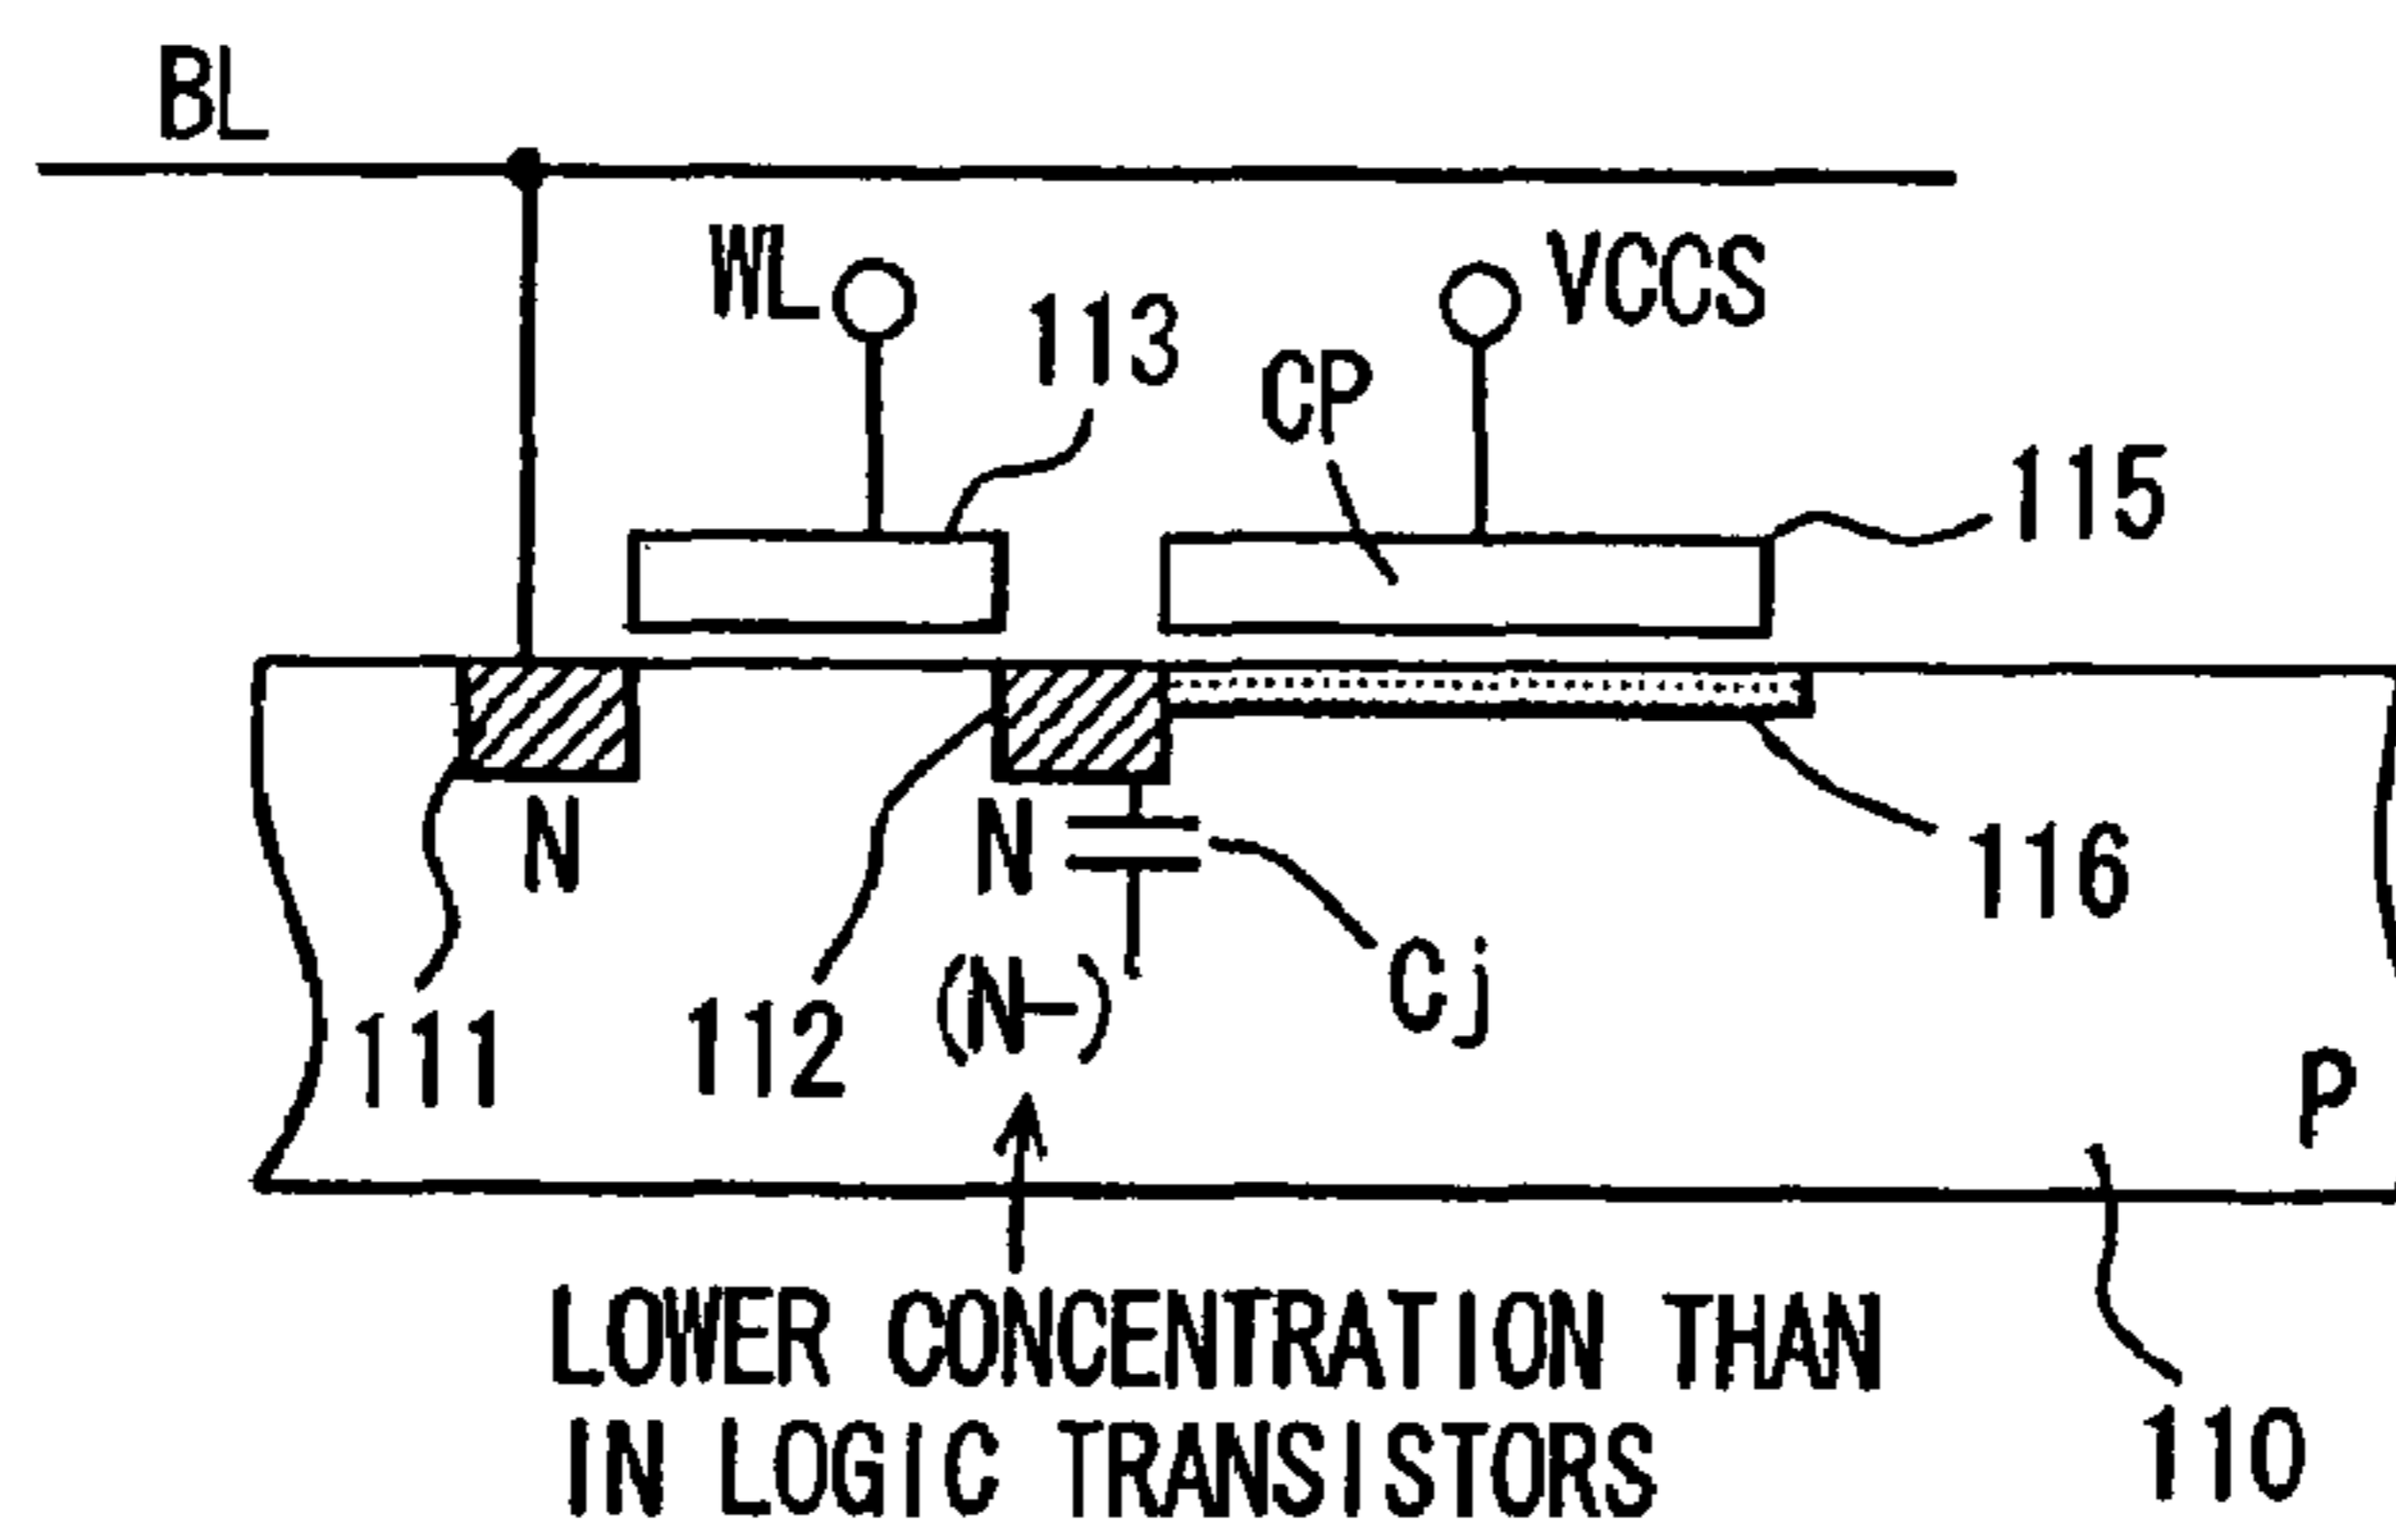 BL
WL
VCCS
113
CP
115
N
N
116
(N-)
Cj
111
112
P
LOWER CONCENTRATION THAN
IN LOGIC TRANSISTORS
110